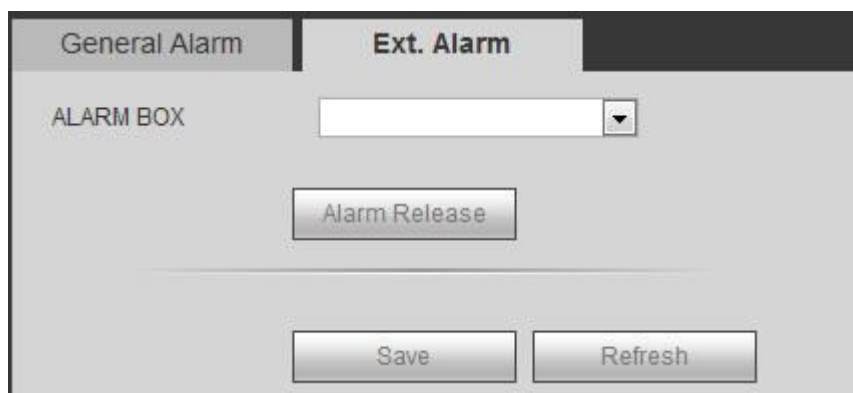 General Alarm Ext. Alarm
ALARM BOX
Alarm Release
Save Refresh